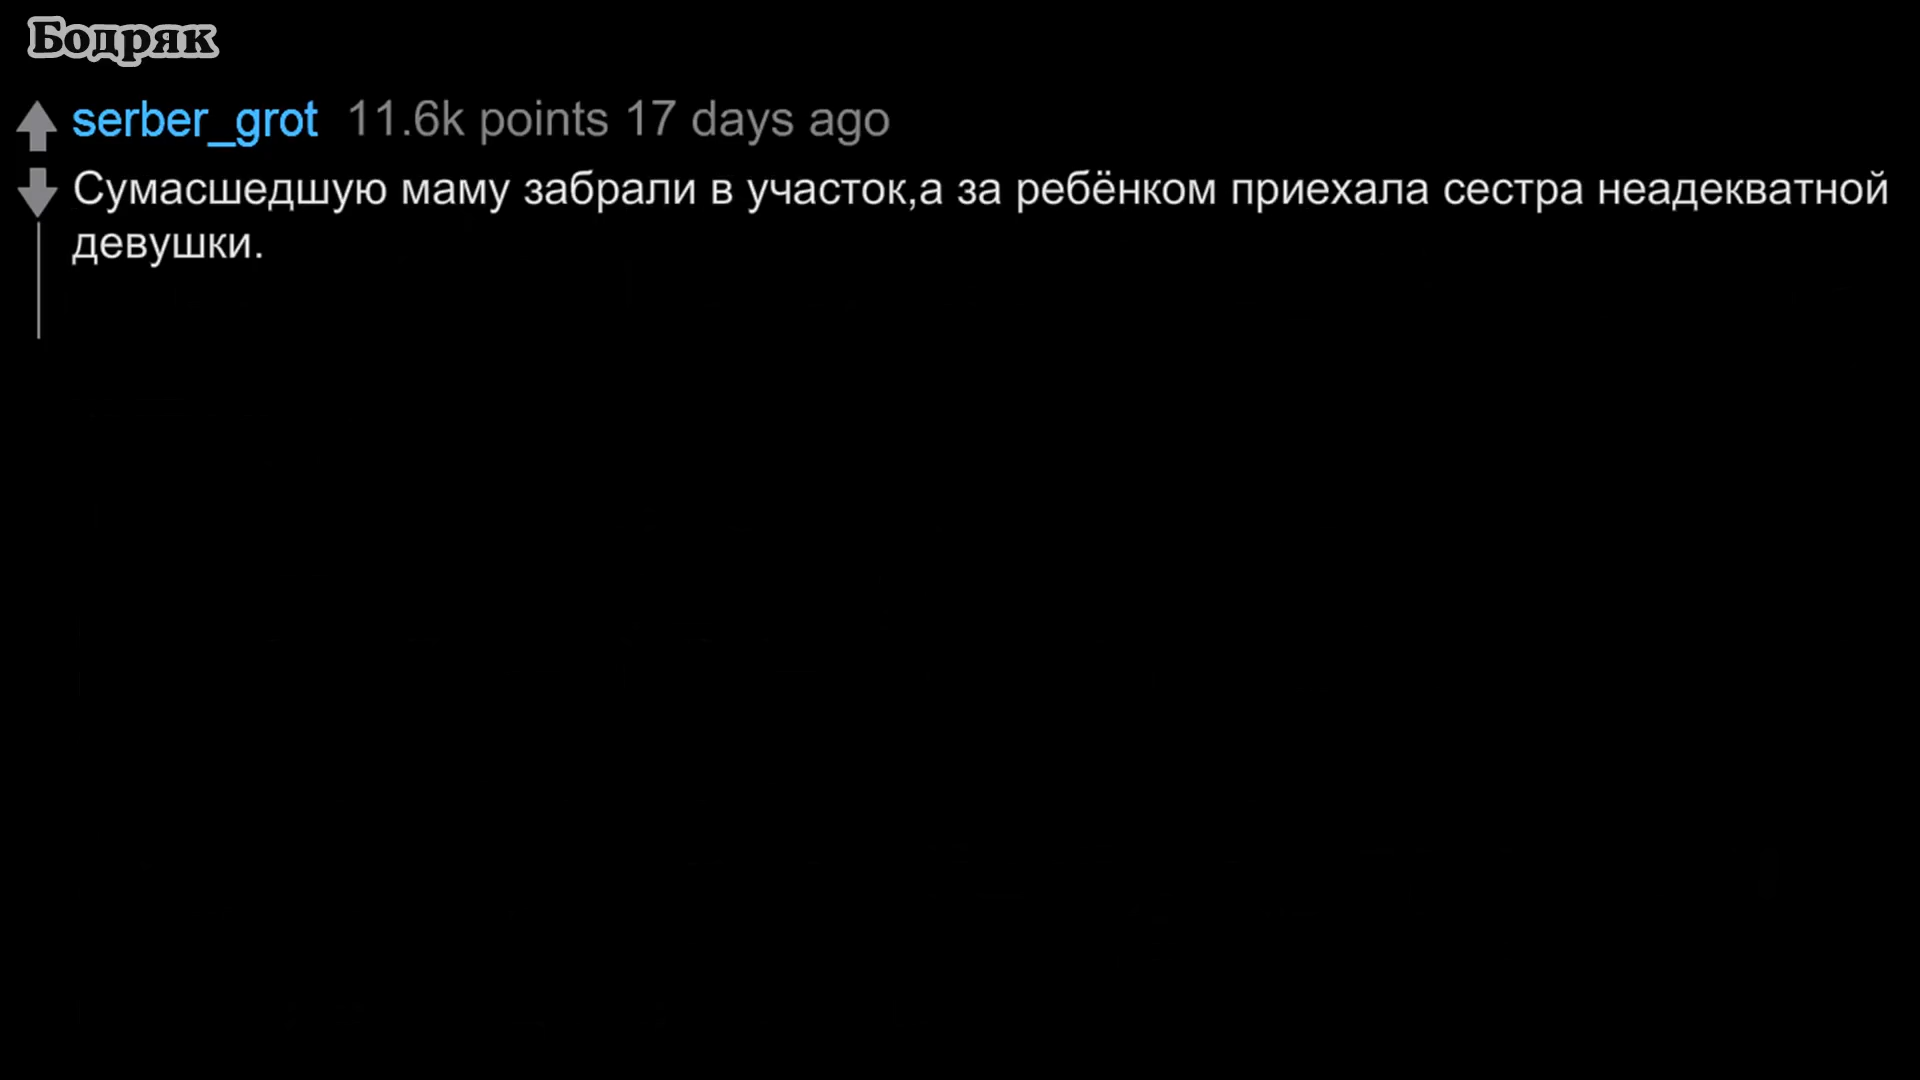 Бодряк
serber_grot 11.6k points 17 days ago
Сумасшедшую маму забрали в участок,а за ребёнком приехала сестра неадекватной
девушки.